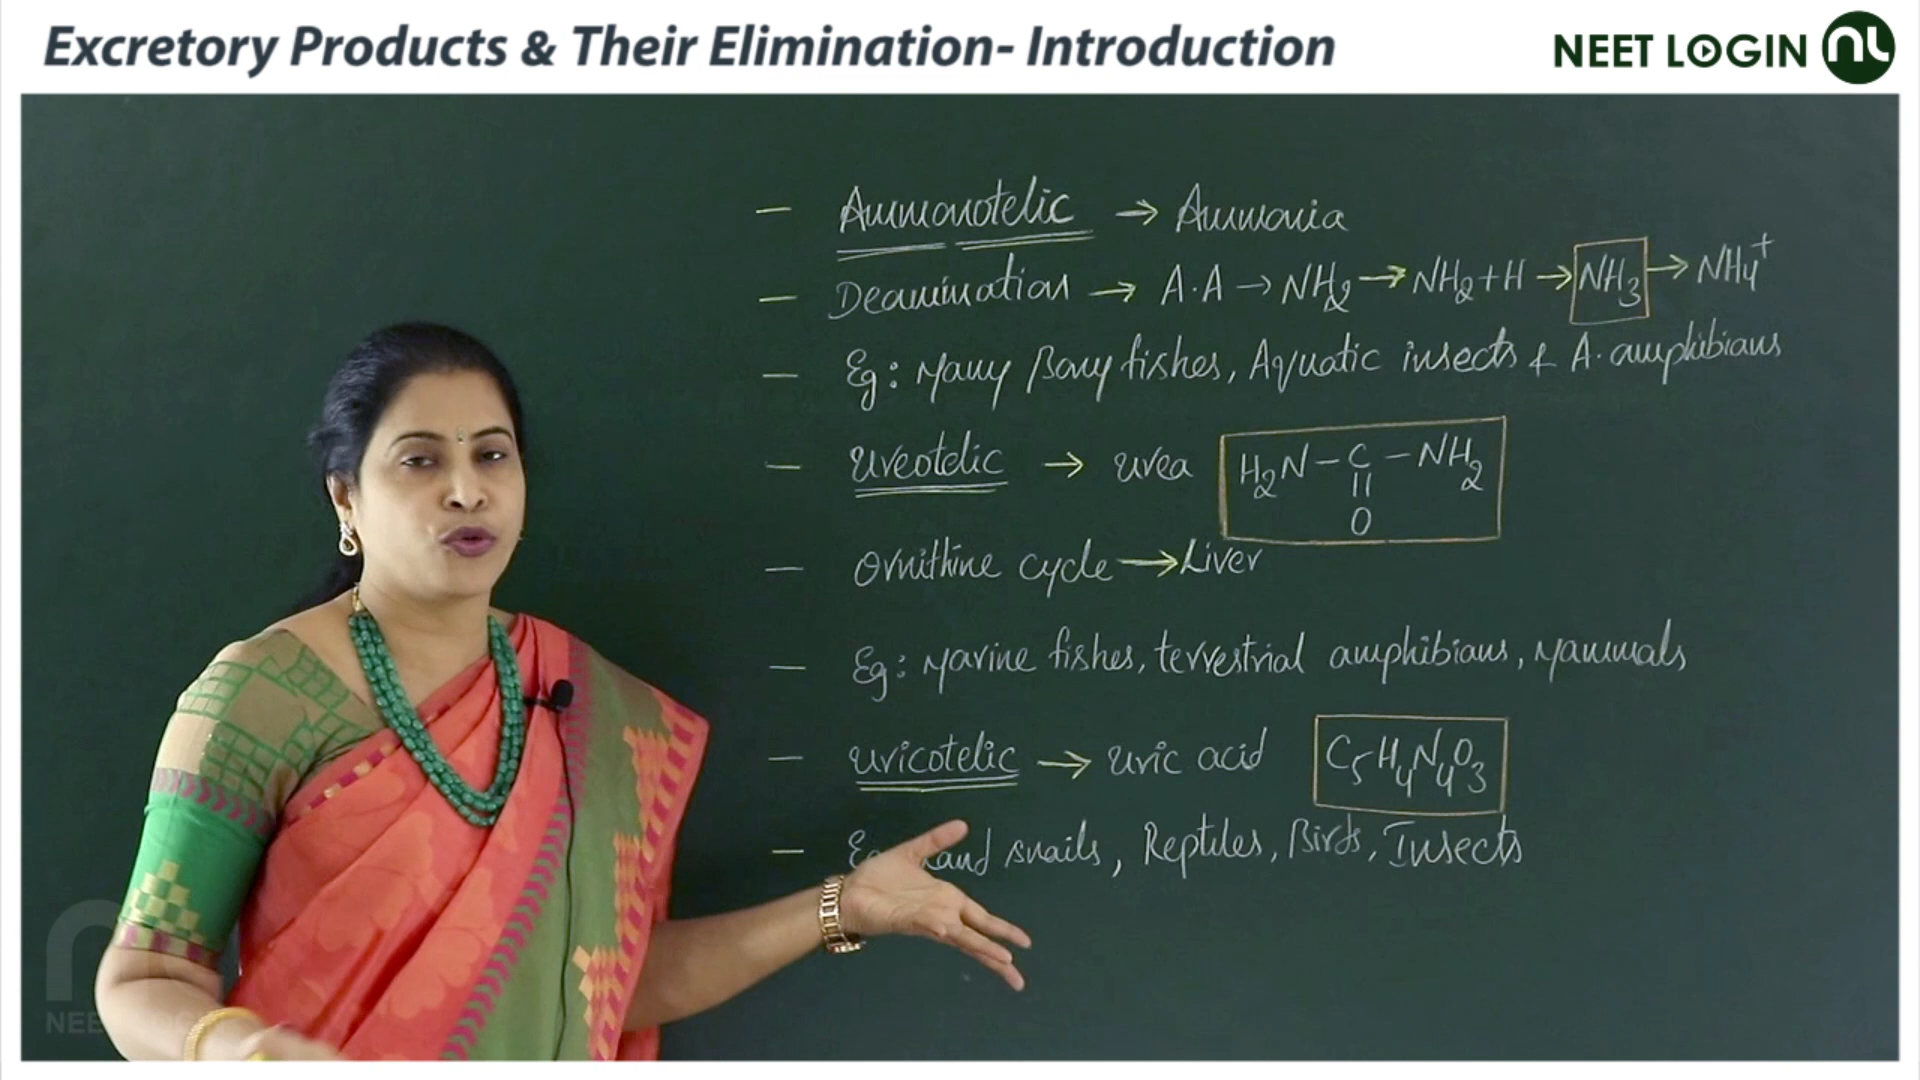 Excretory Products & Their Elimination- Introduction
NEET LOGIN nl
– Ammonotelic → Ammonia
– Deamination → A.A → NH2 → NH2+H → NH3 → NH4+
– Eg: Many Bony fishes, Aquatic insects & A. amphibians
– Ureotelic → urea H2N–C–NH2
||
O
– Ornithine cycle → Liver
– Eg: Marine fishes, terrestrial amphibians, Mammals
– uricotelic → uric acid C5H4N4O3
– snails, Reptiles, Birds, Insects